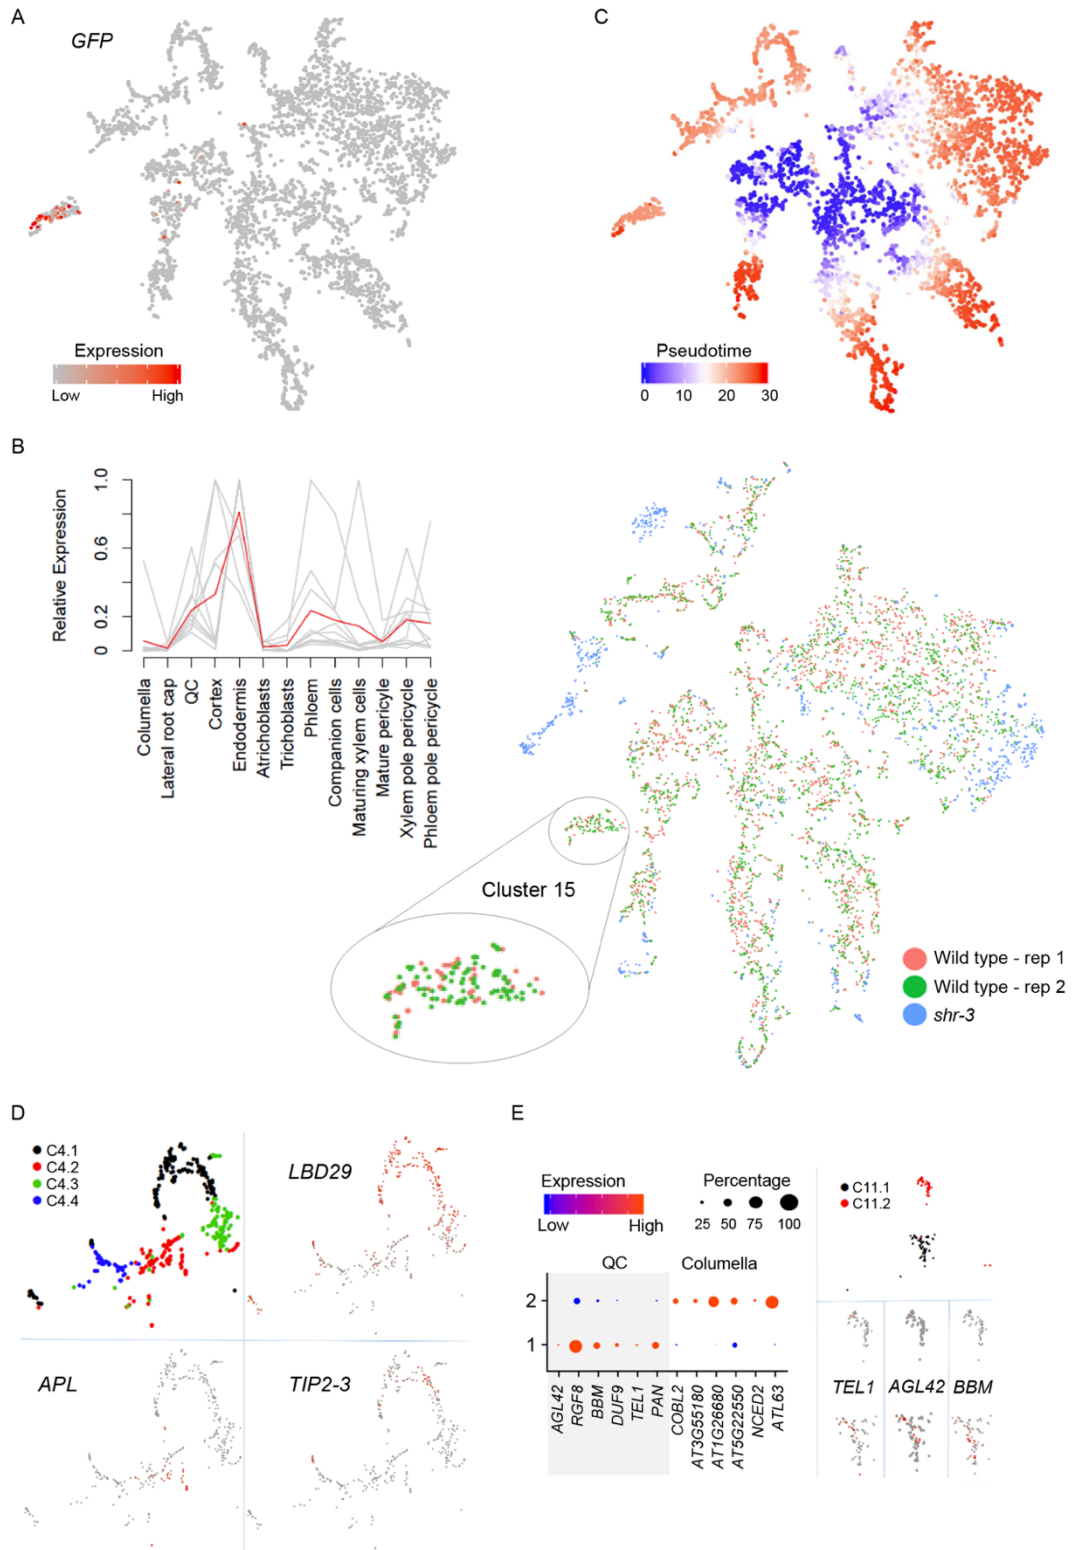 A
GFP
Expression
Low High
C
Pseudotime
0 10 20 30
B
Relative Expression
1.0
0.6
0.2
0
Columella
Lateral root cap
QC
Cortex
Endodermis
Atrichoblasts
Trichoblasts
Phloem
Companion cells
Maturing xylem cells
Mature pericycle
Xylem pole pericycle
Phloem pole pericycle
Cluster 15
Wild type - rep 1
Wild type - rep 2
shr-3
D
C4.1
C4.2
C4.3
C4.4
LBD29
APL
TIP2-3
E
Expression
Low High
Percentage
25 50 75 100
QC Columella
2
1
AGL42
RGF8
BBM
DUF9
TEL1
PAN
COBL2
AT3G55180
AT1G26680
AT5G22550
NCED2
ATL63
C11.1
C11.2
TEL1 AGL42 BBM